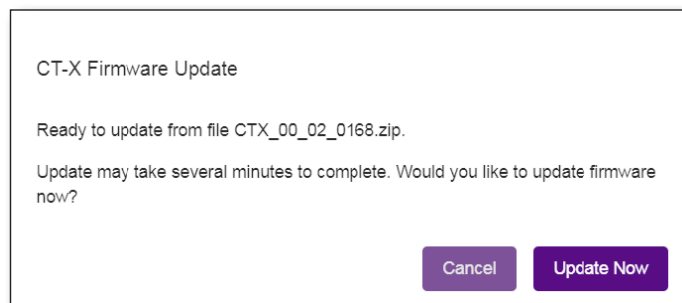 CT-X Firmware Update
Ready to update from file CTX_00_02_0168.zip.
Update may take several minutes to complete. Would you like to update firmware
now?
Cancel
Update Now